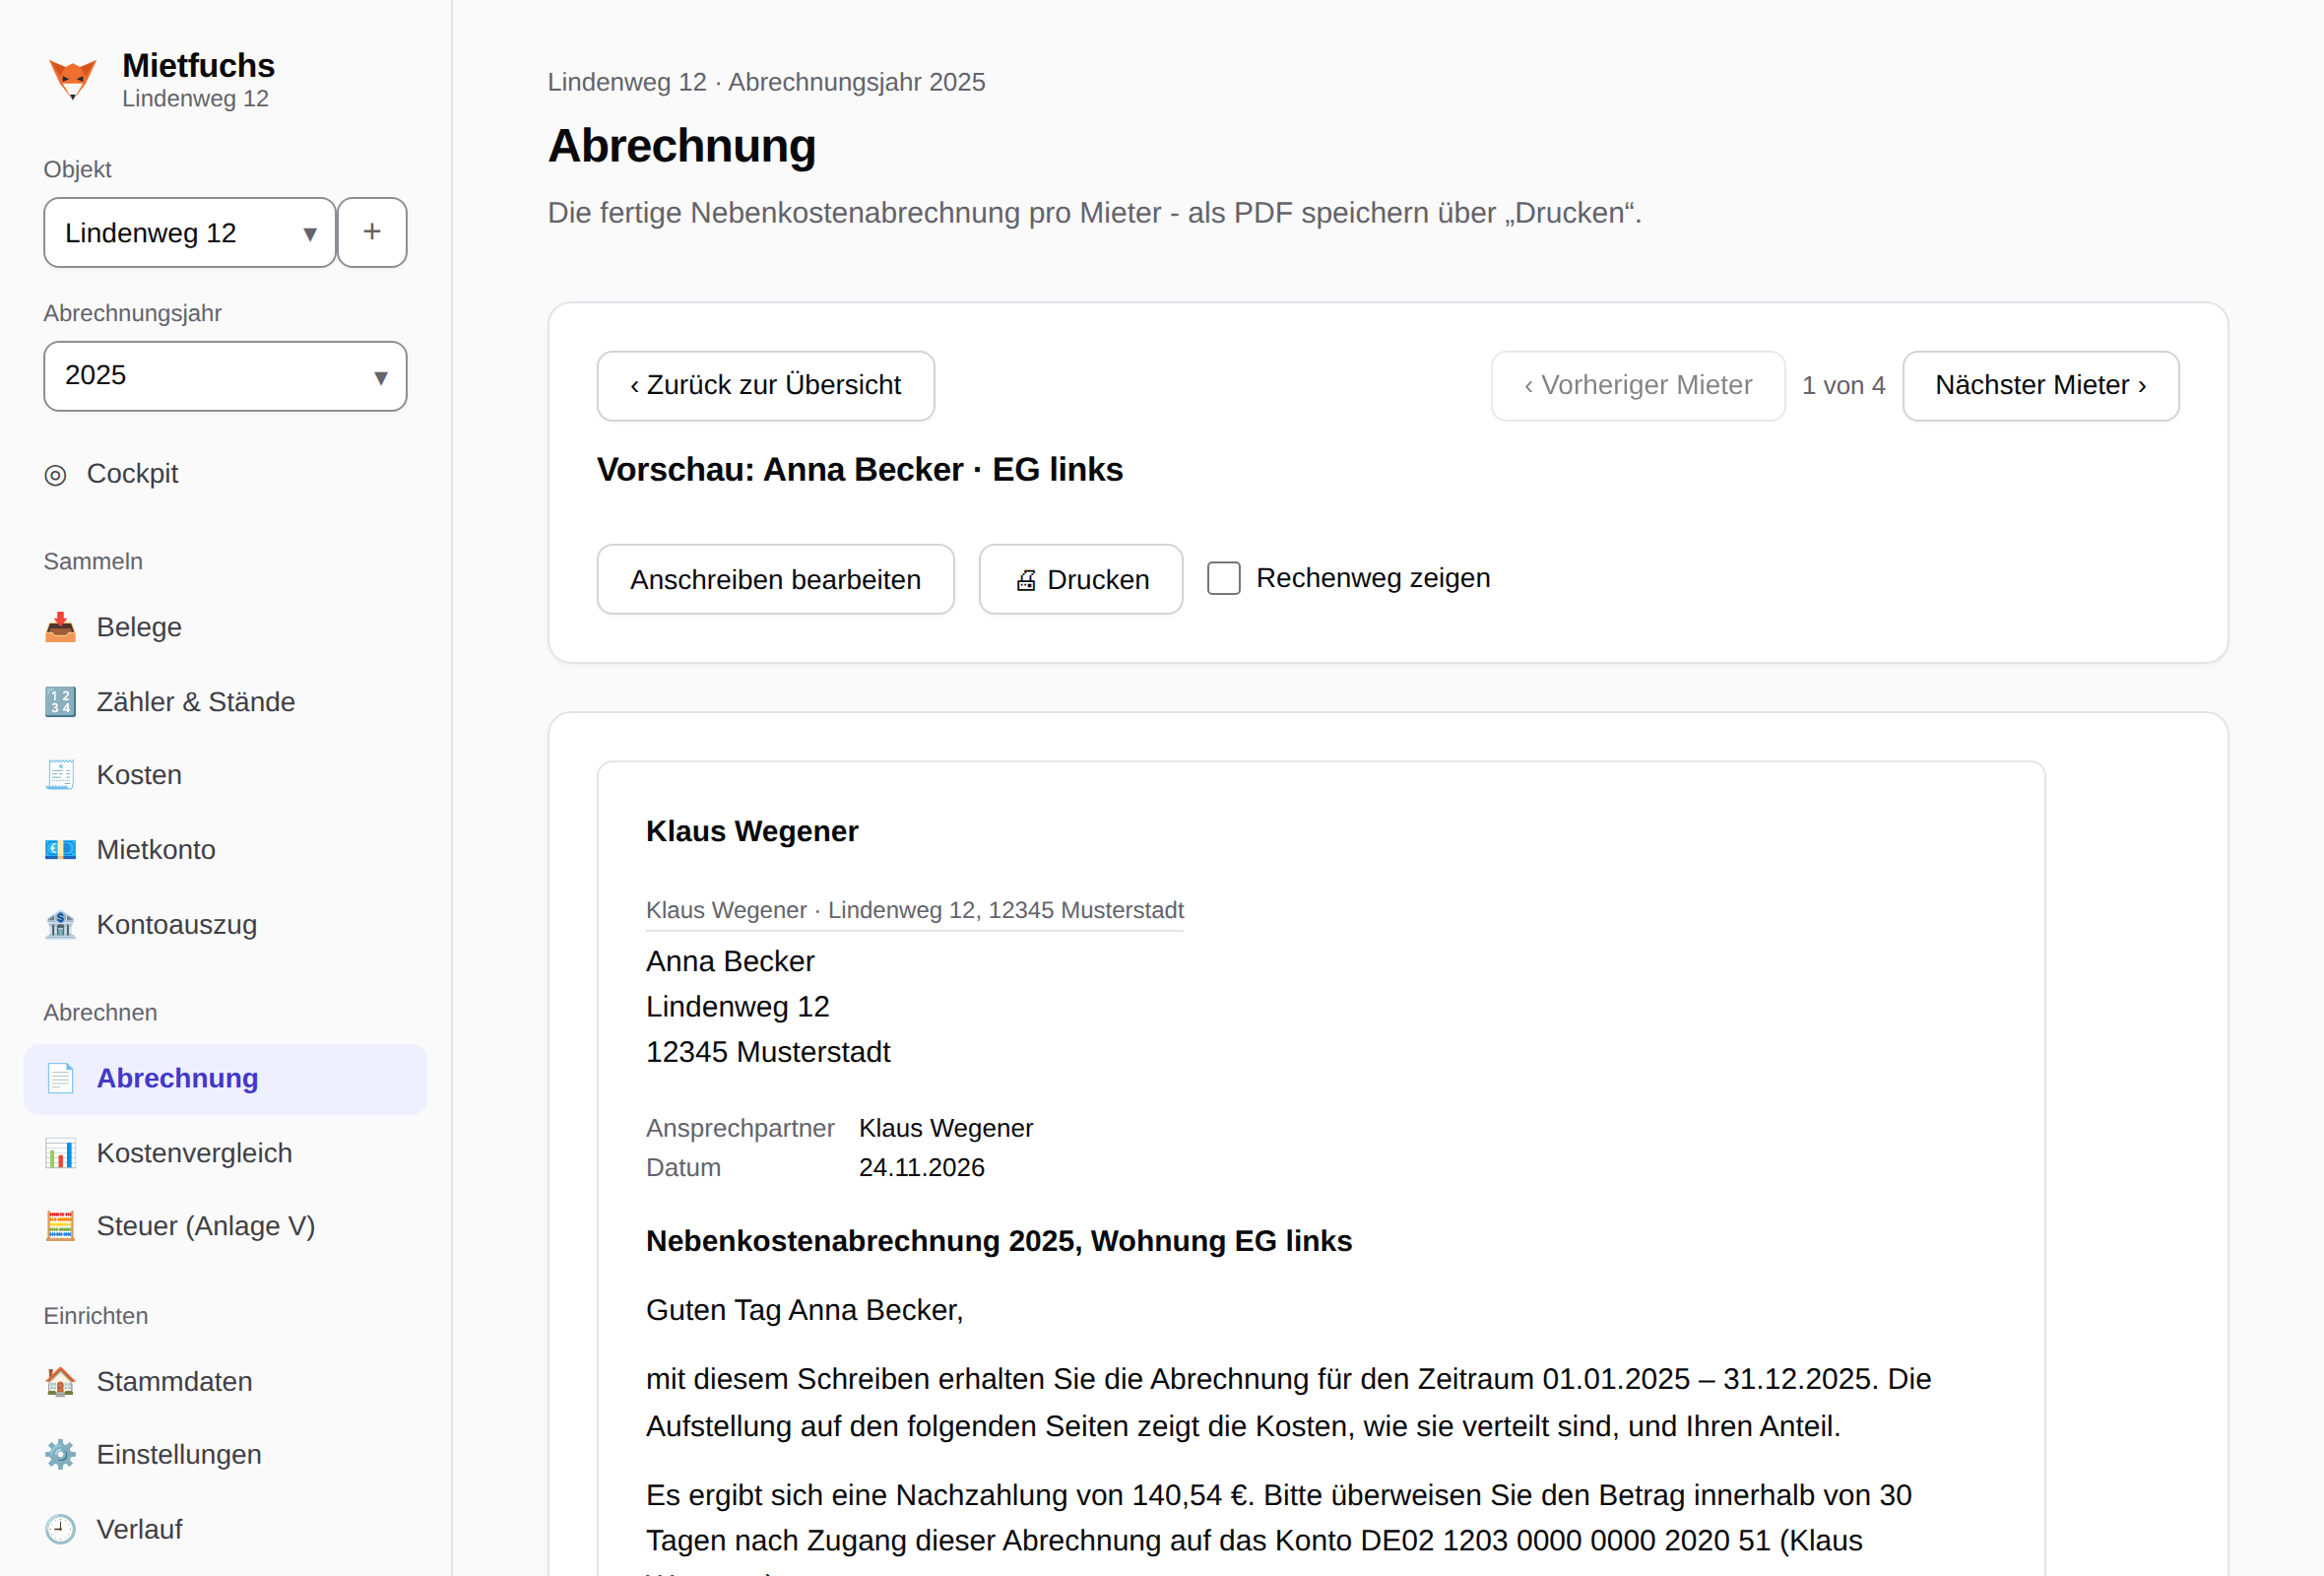 Mietfuchs
Lindenweg 12
Objekt
Lindenweg 12 ▾
+
Abrechnungsjahr
2025 ▾
◎ Cockpit
Sammeln
Belege
Zähler & Stände
Kosten
Mietkonto
Kontoauszug
Abrechnen
Abrechnung
Kostenvergleich
Steuer (Anlage V)
Einrichten
Stammdaten
Einstellungen
Verlauf
Lindenweg 12 · Abrechnungsjahr 2025
Abrechnung
Die fertige Nebenkostenabrechnung pro Mieter - als PDF speichern über „Drucken“.
‹ Zurück zur Übersicht
‹ Vorheriger Mieter
1 von 4
Nächster Mieter ›
Vorschau: Anna Becker · EG links
Anschreiben bearbeiten
Drucken
Rechenweg zeigen
Klaus Wegener
Klaus Wegener · Lindenweg 12, 12345 Musterstadt
Anna Becker
Lindenweg 12
12345 Musterstadt
Ansprechpartner Klaus Wegener
Datum 24.11.2026
Nebenkostenabrechnung 2025, Wohnung EG links
Guten Tag Anna Becker,
mit diesem Schreiben erhalten Sie die Abrechnung für den Zeitraum 01.01.2025 – 31.12.2025. Die
Aufstellung auf den folgenden Seiten zeigt die Kosten, wie sie verteilt sind, und Ihren Anteil.
Es ergibt sich eine Nachzahlung von 140,54 €. Bitte überweisen Sie den Betrag innerhalb von 30
Tagen nach Zugang dieser Abrechnung auf das Konto DE02 1203 0000 0000 2020 51 (Klaus